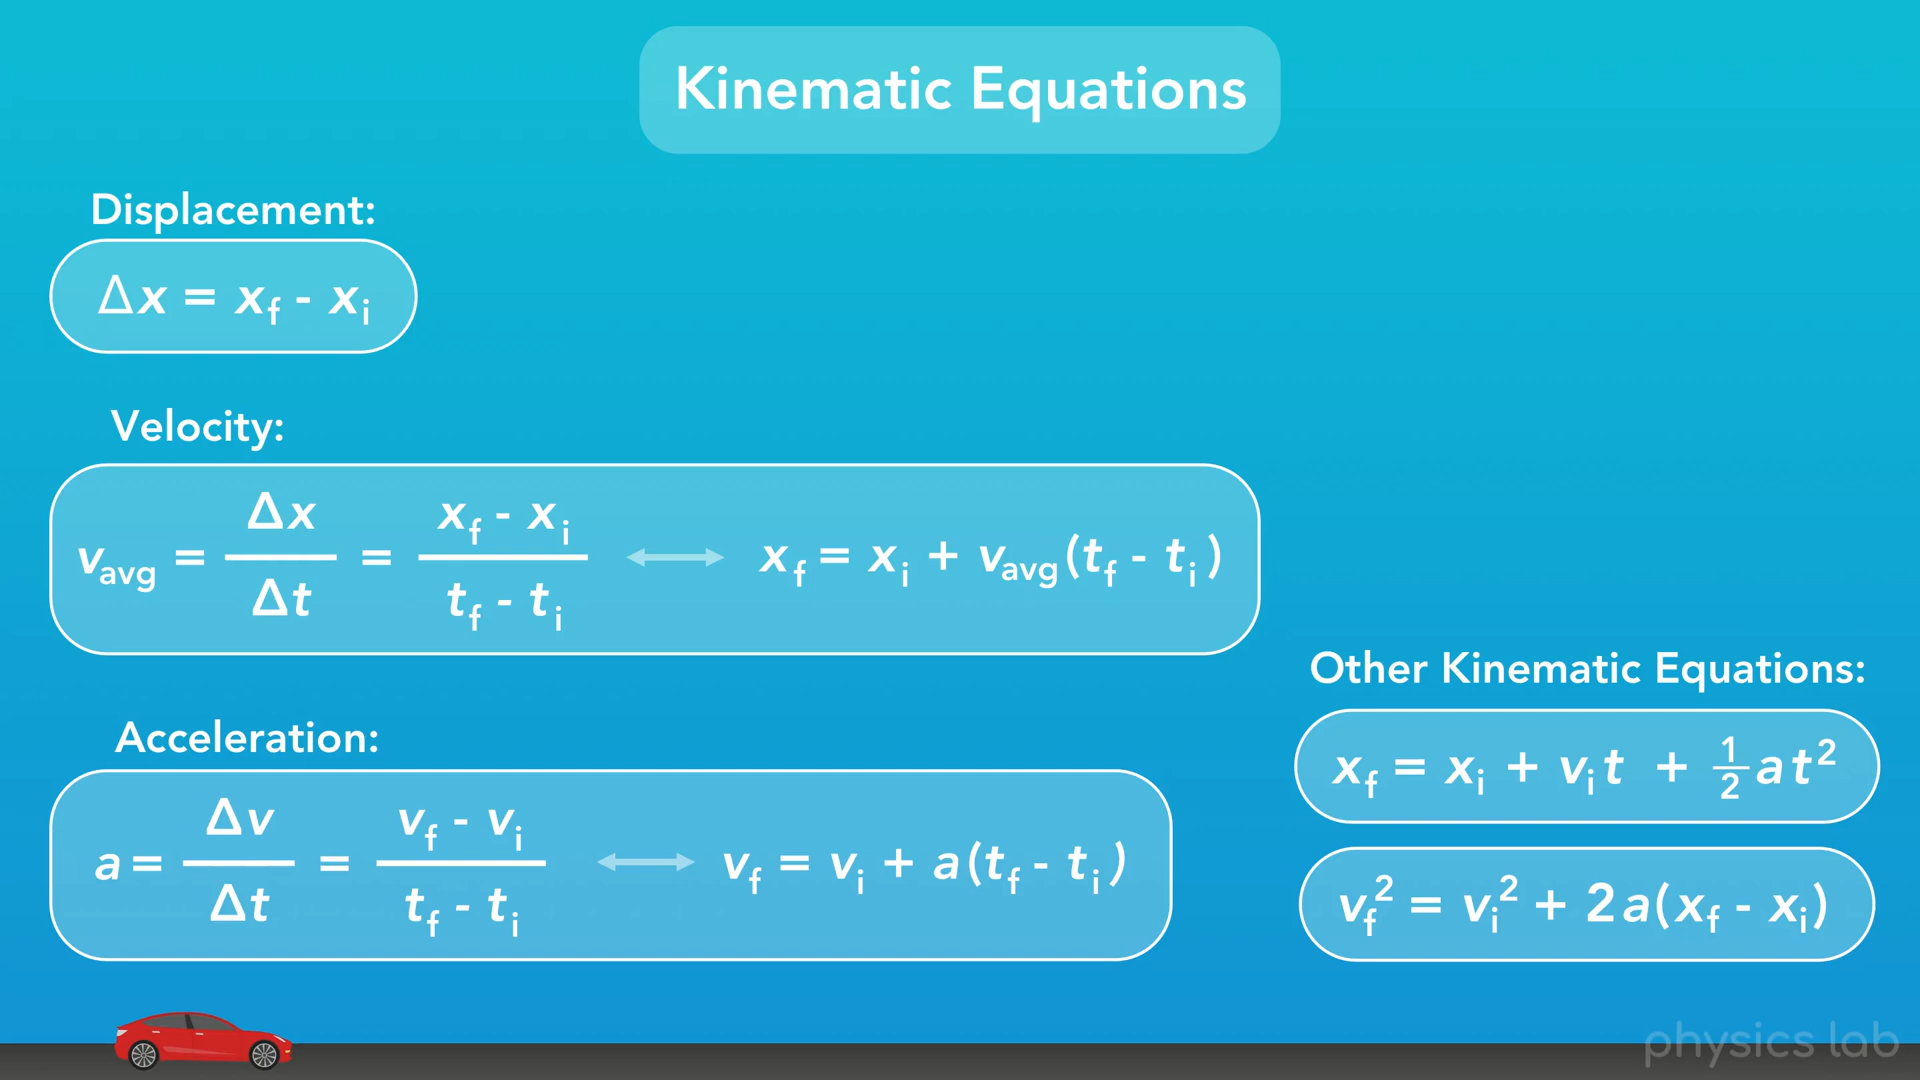 Kinematic Equations
Displacement:
Δx = x_f - x_i
Velocity:
v_avg = Δx/Δt = (x_f - x_i)/(t_f - t_i) ⟷ x_f = x_i + v_avg(t_f - t_i)
Acceleration:
a = Δv/Δt = (v_f - v_i)/(t_f - t_i) ⟷ v_f = v_i + a(t_f - t_i)
Other Kinematic Equations:
x_f = x_i + v_i t + ½at²
v_f² = v_i² + 2a(x_f - x_i)
physics lab